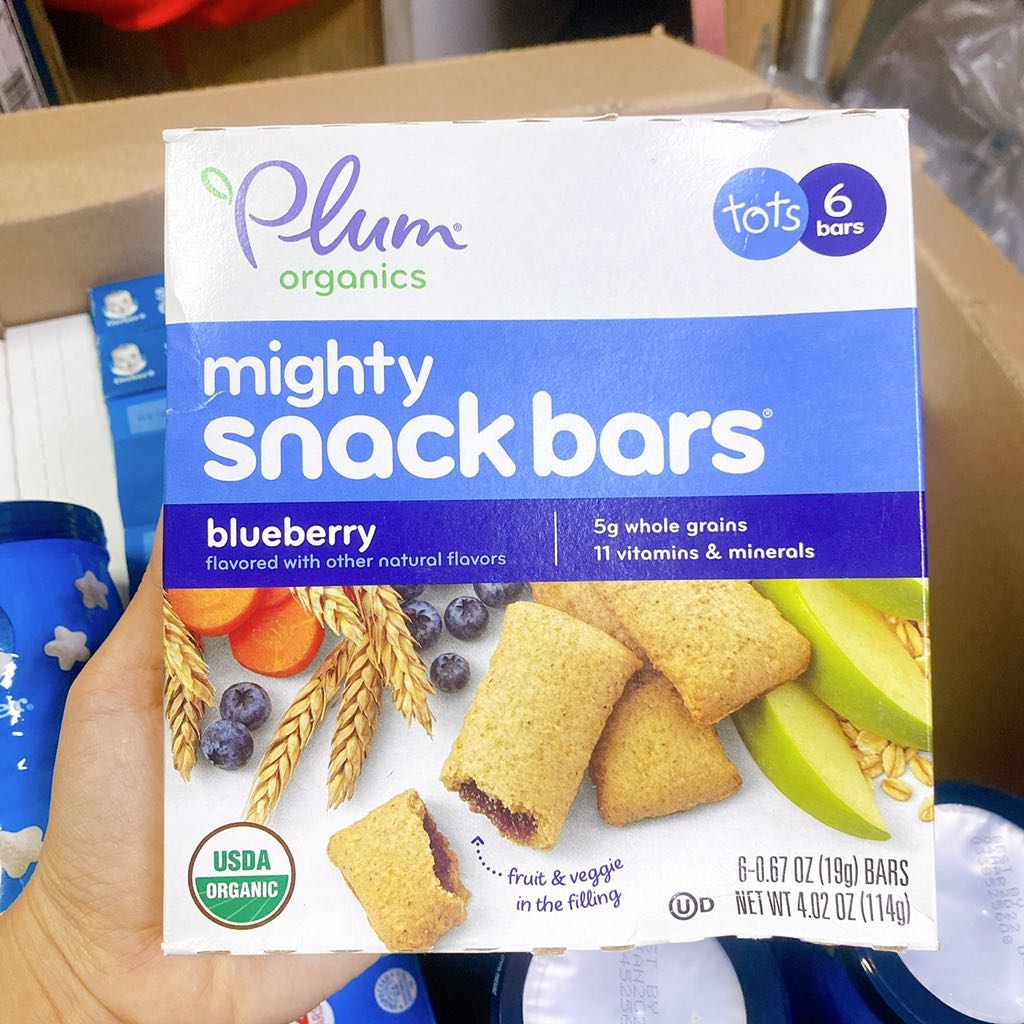 Plum®
organics
tots
6
bars
mighty
snack bars®
blueberry
flavored with other natural flavors
5g whole grains
11 vitamins & minerals
fruit & veggie
in the filling
USDA
ORGANIC
UD
6-0.67 OZ (19g) BARS
NET WT 4.02 OZ (114g)